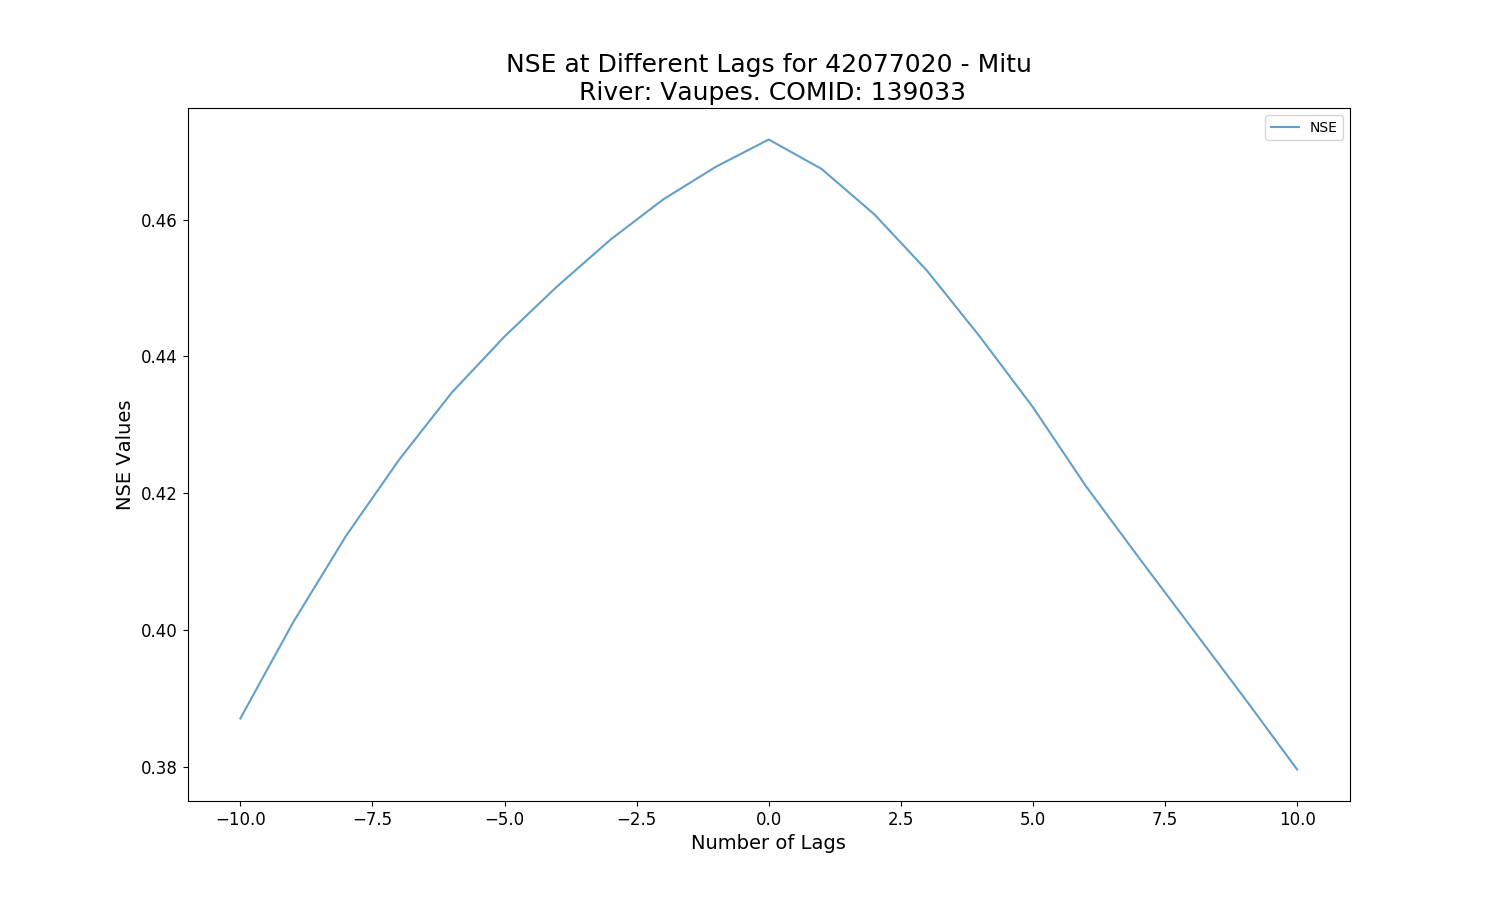 NSE at Different Lags for 42077020 - Mitu
River: Vaupes. COMID: 139033
NSE
0.46
0.44
0.42
0.40
0.38
NSE Values
−10.0 −7.5 −5.0 −2.5 0.0 2.5 5.0 7.5 10.0
Number of Lags